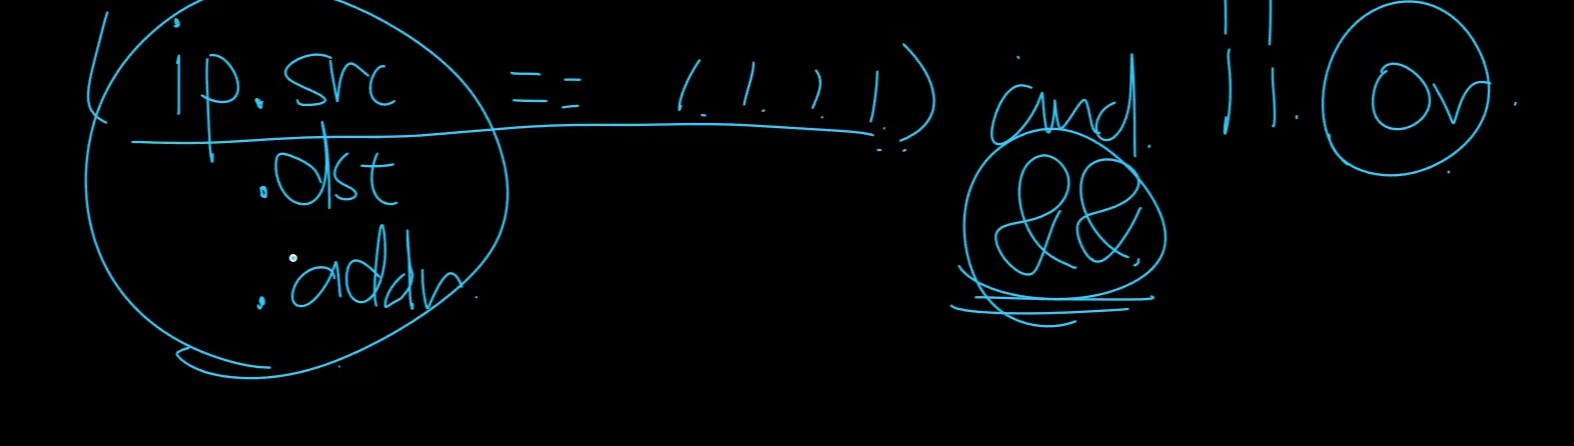 (ip.src == 1.1.1.1) and || or
.dst &&
.addr